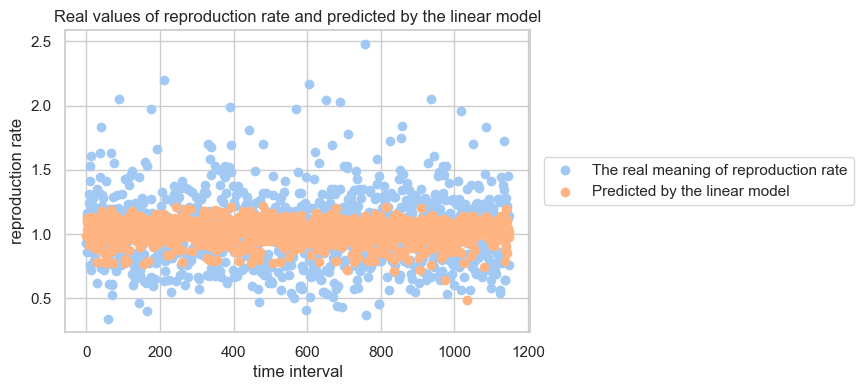 Real values of reproduction rate and predicted by the linear model
2.5
2.0
1.5
1.0
0.5
reproduction rate
0 200 400 600 800 1000 1200
time interval
The real meaning of reproduction rate
Predicted by the linear model